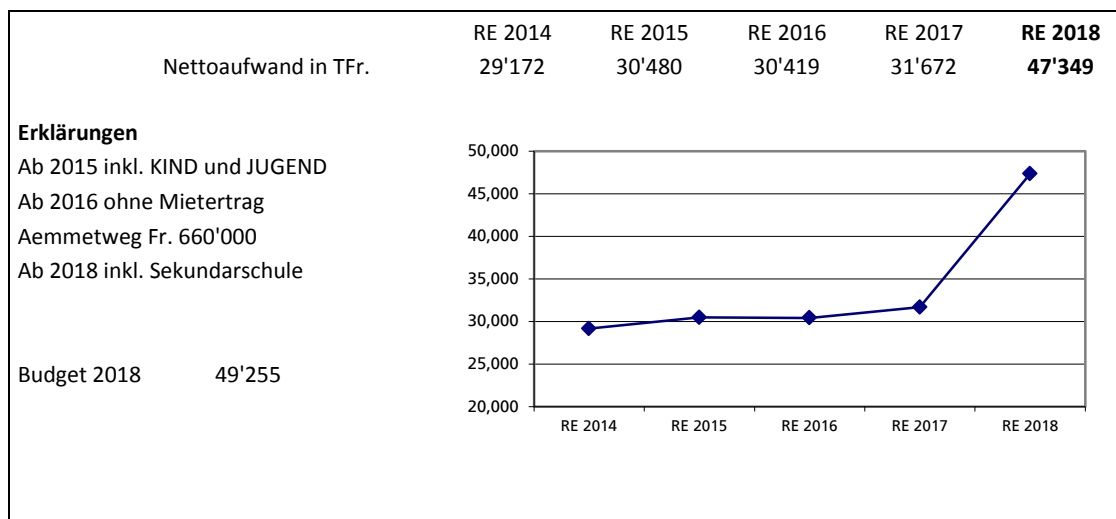 RE 2014 RE 2015 RE 2016 RE 2017 RE 2018
Nettoaufwand in TFr. 29'172 30'480 30'419 31'672 47'349
Erklärungen
Ab 2015 inkl. KIND und JUGEND
Ab 2016 ohne Mietertrag
Aemmetweg Fr. 660'000
Ab 2018 inkl. Sekundarschule
Budget 2018 49'255
50,000
45,000
40,000
35,000
30,000
25,000
20,000
RE 2014 RE 2015 RE 2016 RE 2017 RE 2018